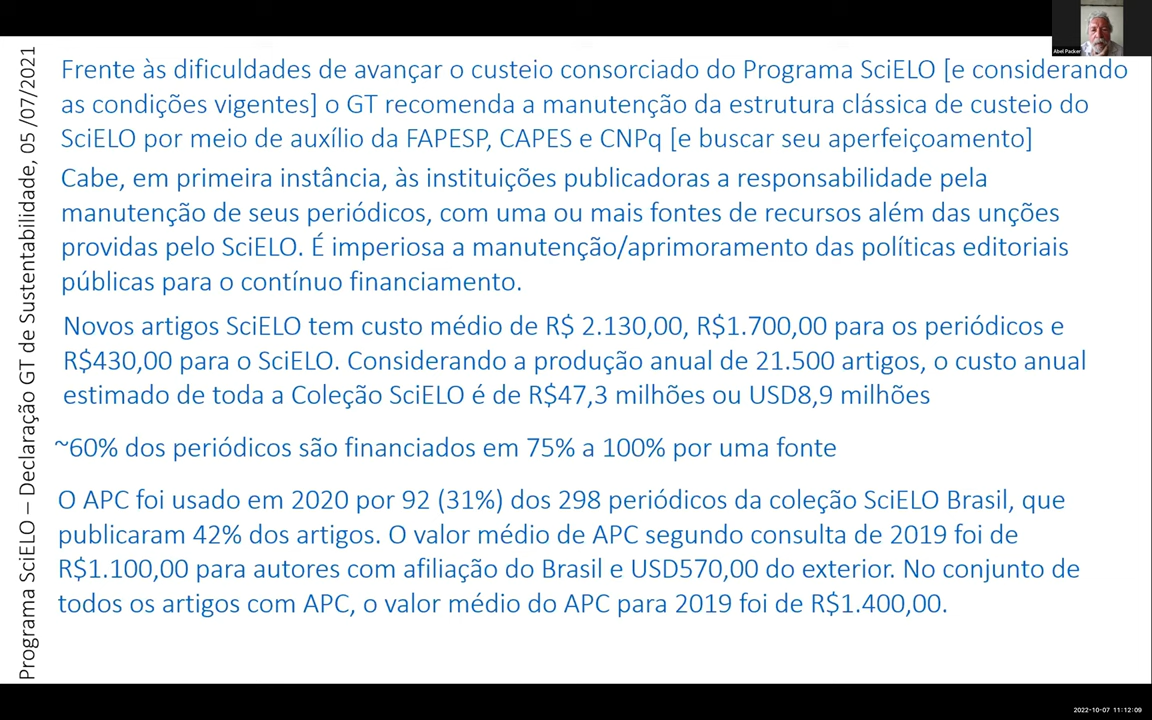 Abel Packer
Programa SciELO – Declaração GT de Sustentabilidade, 05 /07/2021
Frente às dificuldades de avançar o custeio consorciado do Programa SciELO [e considerando
as condições vigentes] o GT recomenda a manutenção da estrutura clássica de custeio do
SciELO por meio de auxílio da FAPESP, CAPES e CNPq [e buscar seu aperfeiçoamento]
Cabe, em primeira instância, às instituições publicadoras a responsabilidade pela
manutenção de seus periódicos, com uma ou mais fontes de recursos além das unções
providas pelo SciELO. É imperiosa a manutenção/aprimoramento das políticas editoriais
públicas para o contínuo financiamento.
Novos artigos SciELO tem custo médio de R$ 2.130,00, R$1.700,00 para os periódicos e
R$430,00 para o SciELO. Considerando a produção anual de 21.500 artigos, o custo anual
estimado de toda a Coleção SciELO é de R$47,3 milhões ou USD8,9 milhões
~60% dos periódicos são financiados em 75% a 100% por uma fonte
O APC foi usado em 2020 por 92 (31%) dos 298 periódicos da coleção SciELO Brasil, que
publicaram 42% dos artigos. O valor médio de APC segundo consulta de 2019 foi de
R$1.100,00 para autores com afiliação do Brasil e USD570,00 do exterior. No conjunto de
todos os artigos com APC, o valor médio do APC para 2019 foi de R$1.400,00.
2022-10-07 11:12:09